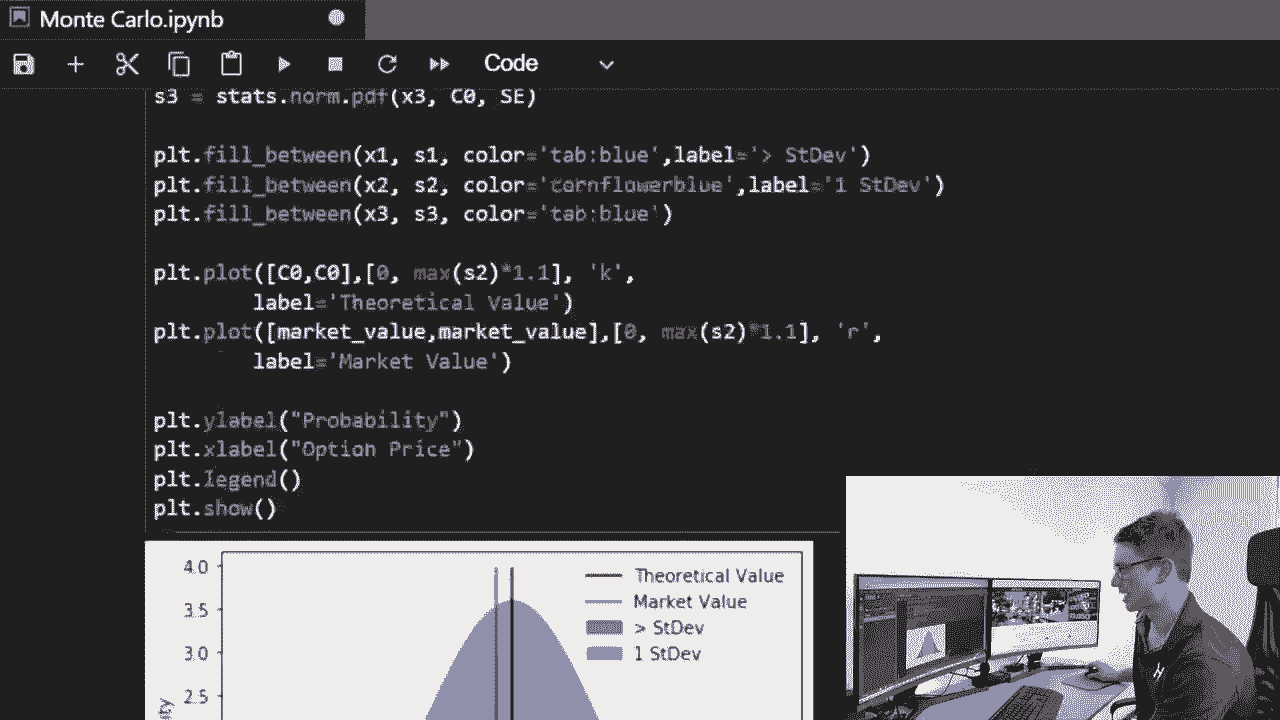 Monte Carlo.ipynb
Code
s3 = stats.norm.pdf(x3, C0, SE)
plt.fill_between(x1, s1, color='tab:blue',label='> StDev')
plt.fill_between(x2, s2, color='cornflowerblue',label='1 StDev')
plt.fill_between(x3, s3, color='tab:blue')
plt.plot([C0,C0],[0, max(s2)*1.1], 'k',
label='Theoretical Value')
plt.plot([market_value,market_value],[0, max(s2)*1.1], 'r',
label='Market Value')
plt.ylabel("Probability")
plt.xlabel("Option Price")
plt.legend()
plt.show()
4.0
3.5
3.0
2.5
Theoretical Value
Market Value
> StDev
1 StDev